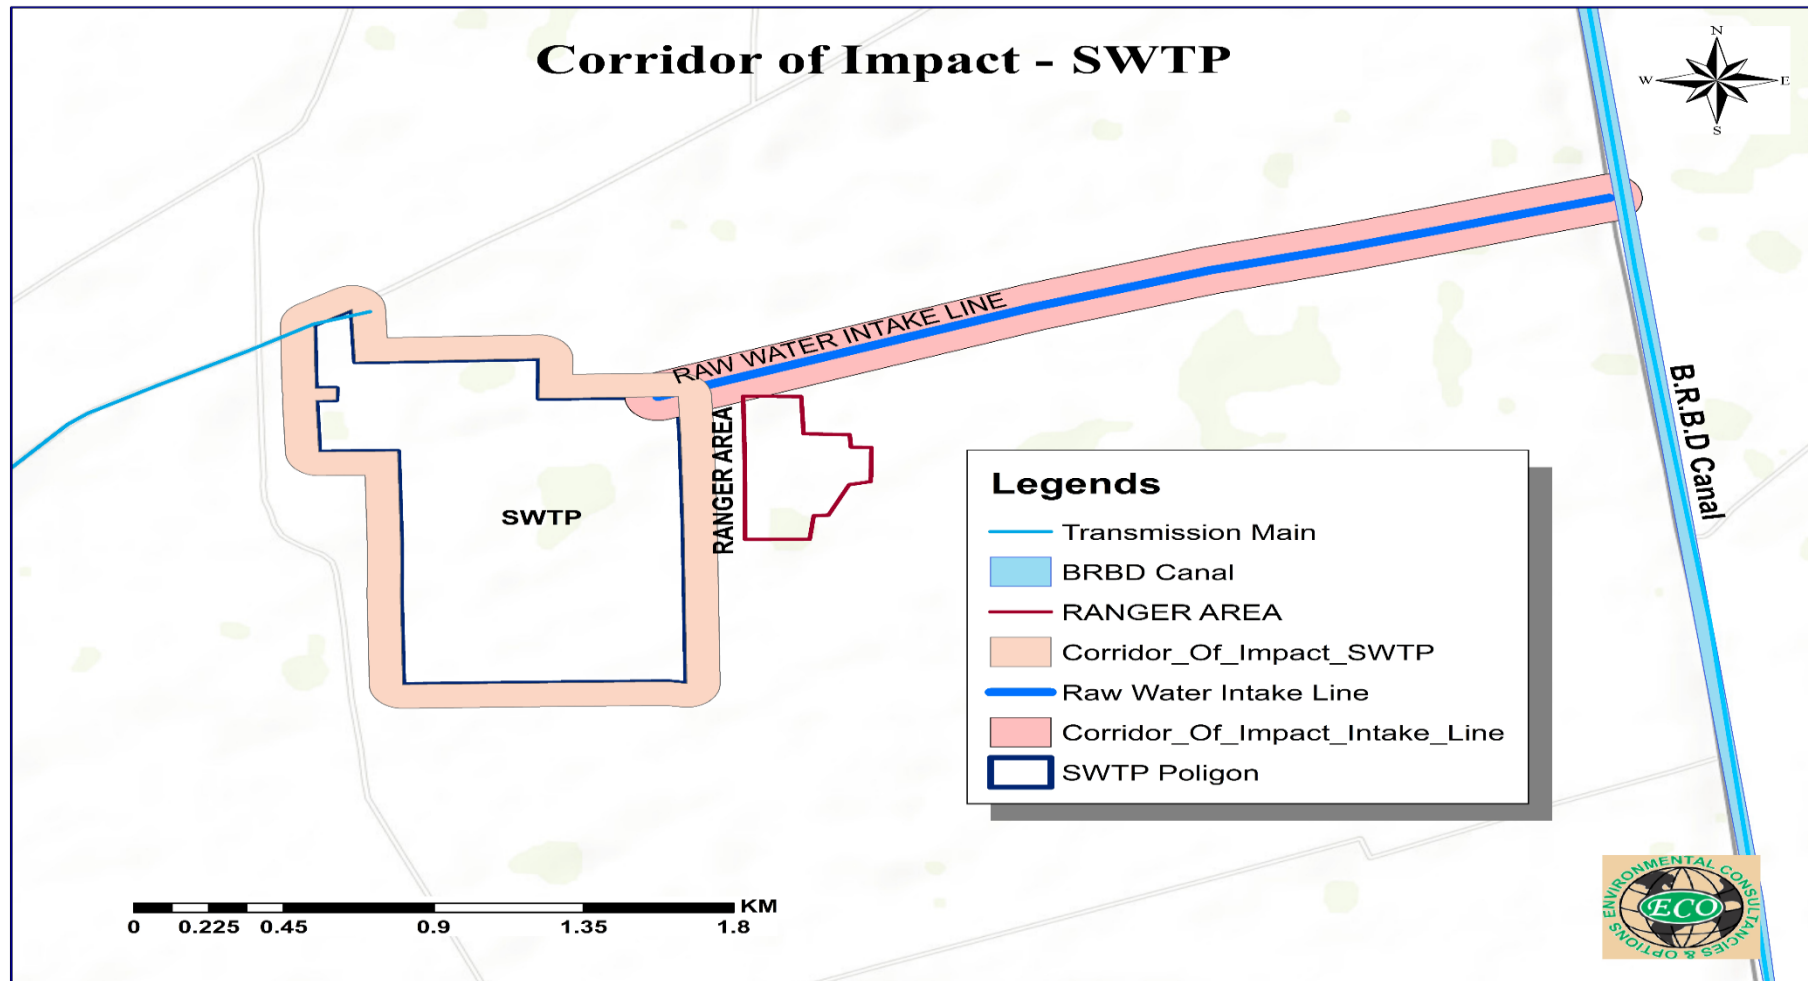 Corridor of Impact - SWTP
N
W
E
S
RAW WATER INTAKE LINE
RANGER AREA
SWTP
B.R.B.D Canal
Legends
Transmission Main
BRBD Canal
RANGER AREA
Corridor_Of_Impact_SWTP
Raw Water Intake Line
Corridor_Of_Impact_Intake_Line
SWTP Poligon
KM
0 0.225 0.45 0.9 1.35 1.8
ENVIRONMENTAL CONSULTANCIES & OPTIONS
ECO